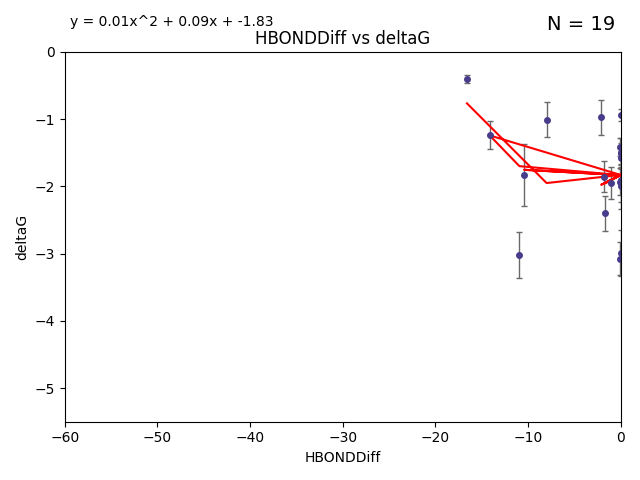 y = 0.01x^2 + 0.09x + -1.83
N = 19
HBONDDiff vs deltaG
0
−1
−2
−3
−4
−5
deltaG
−60
−50
−40
−30
−20
−10
0
HBONDDiff